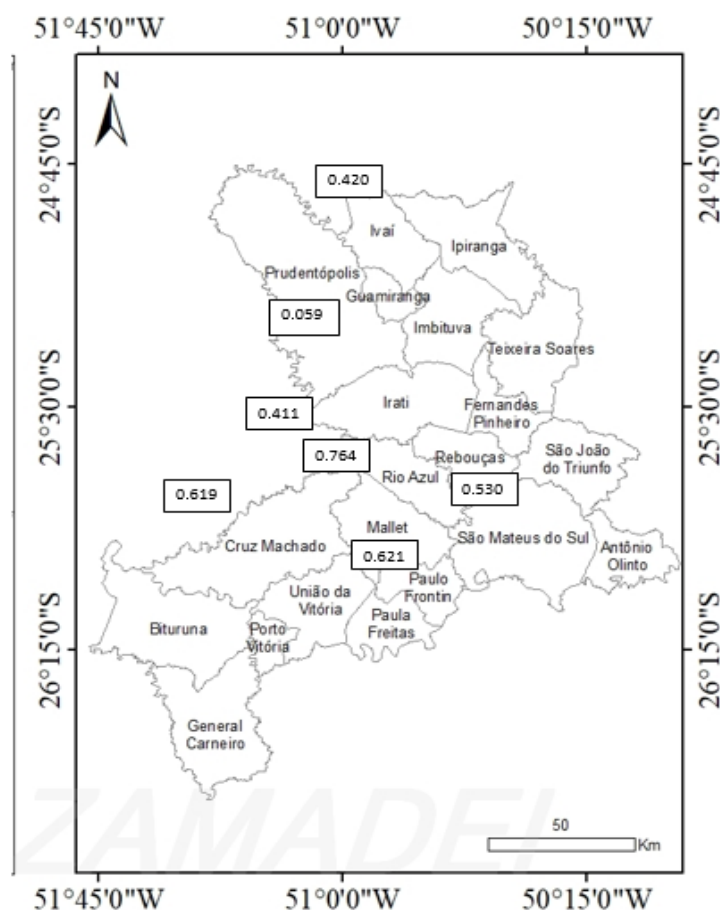 51°45'0"W 51°0'0"W 50°15'0"W
N
24°45'0"S
24°45'0"S
0.420
Ivaí
Ipiranga
Prudentópolis
Guamiranga
0.059
Imbituva
Teixeira Soares
25°30'0"S
25°30'0"S
0.411
Irati
Fernandes
Pinheiro
0.764
Rebouças
São João
do Triunfo
Rio Azul
0.619
0.530
Mallet
São Mateus do Sul
Cruz Machado
0.621
Antônio
Olinto
União da
Vitória
Paulo
Frontin
Bituruna
Porto
Vitória
Paula
Freitas
26°15'0"S
26°15'0"S
General
Carneiro
ZAMADEI
50
Km
51°45'0"W 51°0'0"W 50°15'0"W